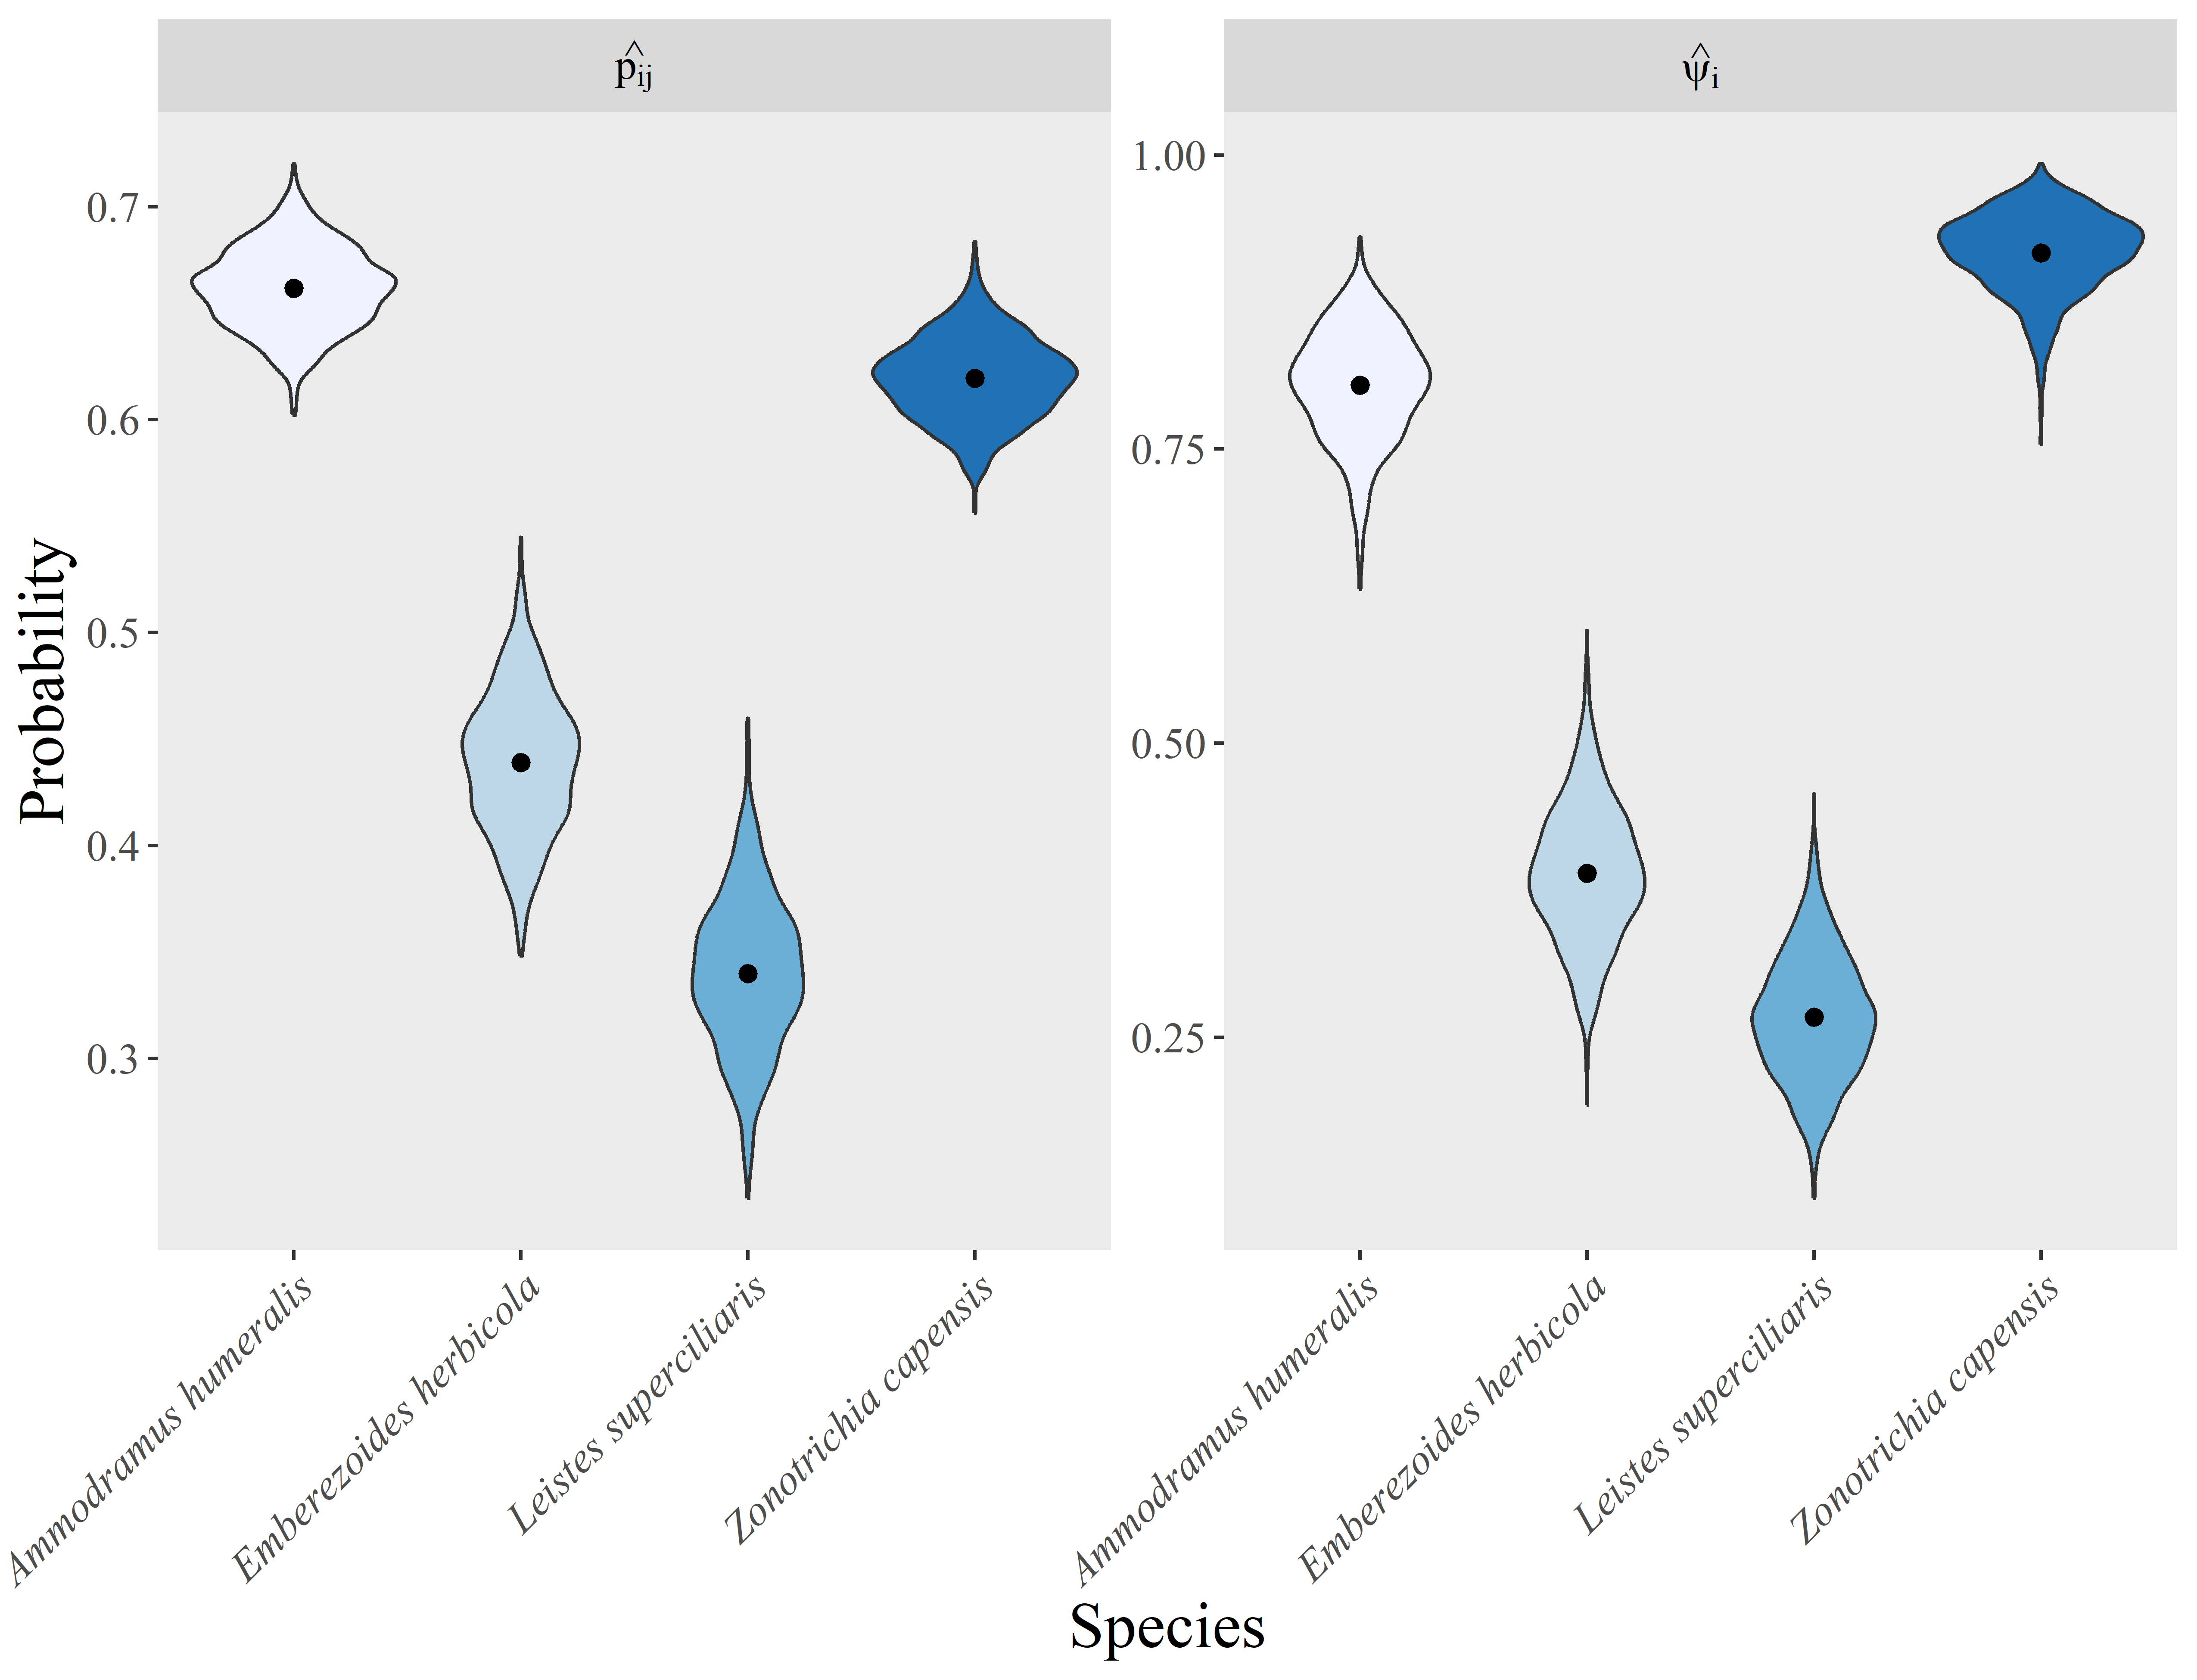 p̂ij
ψ̂i
Probability
0.7
0.6
0.5
0.4
0.3
1.00
0.75
0.50
0.25
Ammodramus humeralis
Emberezoides herbicola
Leistes superciliaris
Zonotrichia capensis
Ammodramus humeralis
Emberezoides herbicola
Leistes superciliaris
Zonotrichia capensis
Species